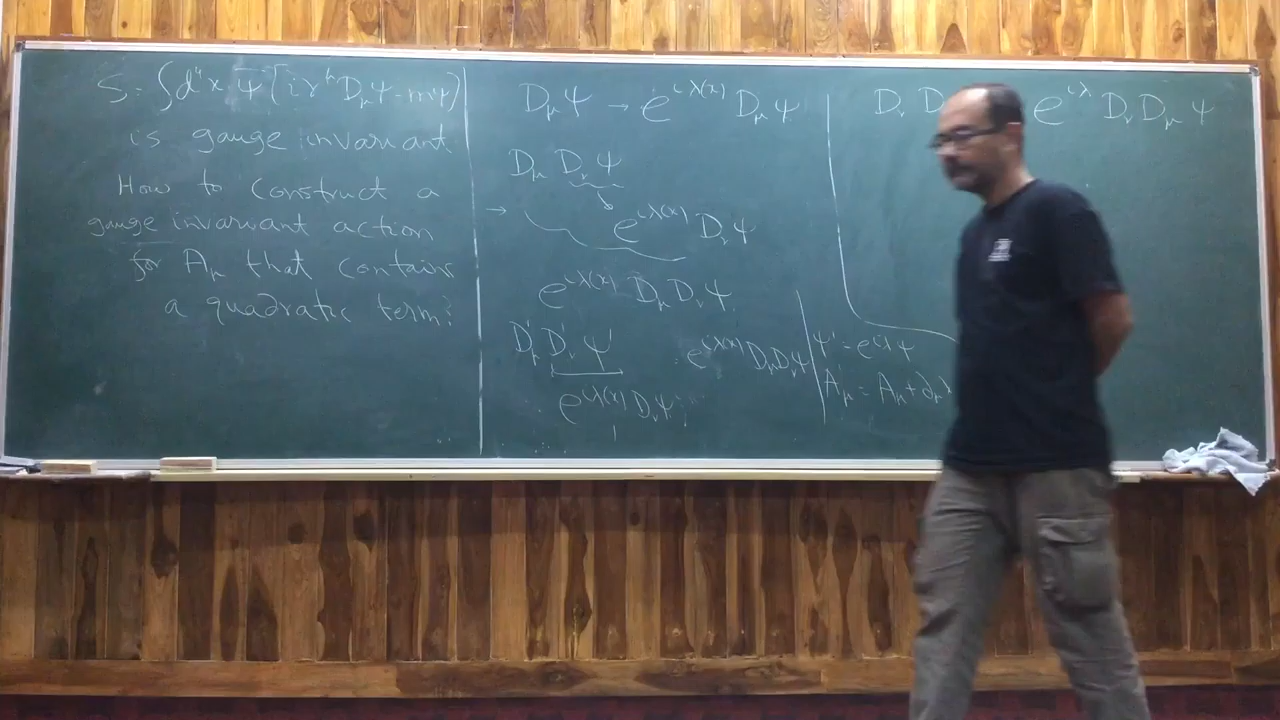 S = ∫d⁴x ψ̄ (iγ^μ D_μ ψ - mψ)
is gauge invariant
How to construct a
gauge invariant action
for A_μ that contains
a quadratic term?
D_μ ψ → e^{iλ(x)} D_μ ψ
D_μ D_ν ψ
→ e^{iλ(x)} D_ν ψ
e^{iλ(x)} D_μ D_ν ψ
D'_μ D'_ν ψ' = e^{iλ(x)} D_μ D_ν ψ
e^{iλ(x)} D_ν ψ
ψ' = e^{iλ} ψ
A'_μ = A_μ + ∂_μ λ
D_ν D e^{iλ} D_ν D_μ ψ